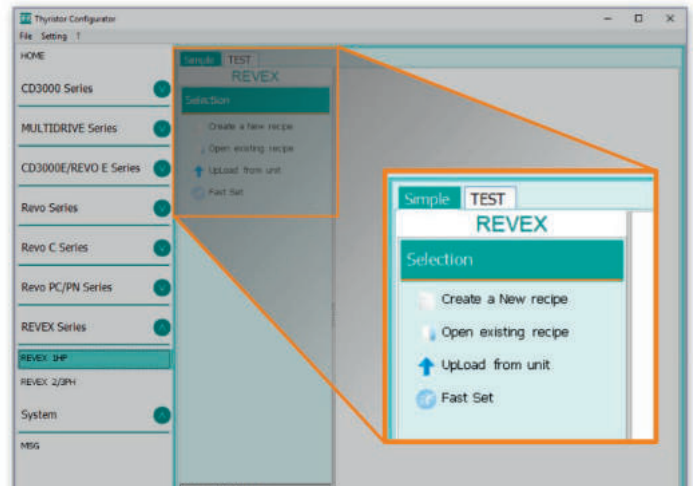 Thyristor Configurator
File Setting ?
HOME
CD3000 Series
MULTIDRIVE Series
CD3000E/REVO E Series
Revo Series
Revo C Series
Revo PC/PN Series
REVEX Series
REVEX 1HP
REVEX 2/3PH
System
MSG
Simple TEST
REVEX
Selection
Create a New recipe
Open existing recipe
UpLoad from unit
Fast Set
Simple TEST
REVEX
Selection
Create a New recipe
Open existing recipe
UpLoad from unit
Fast Set